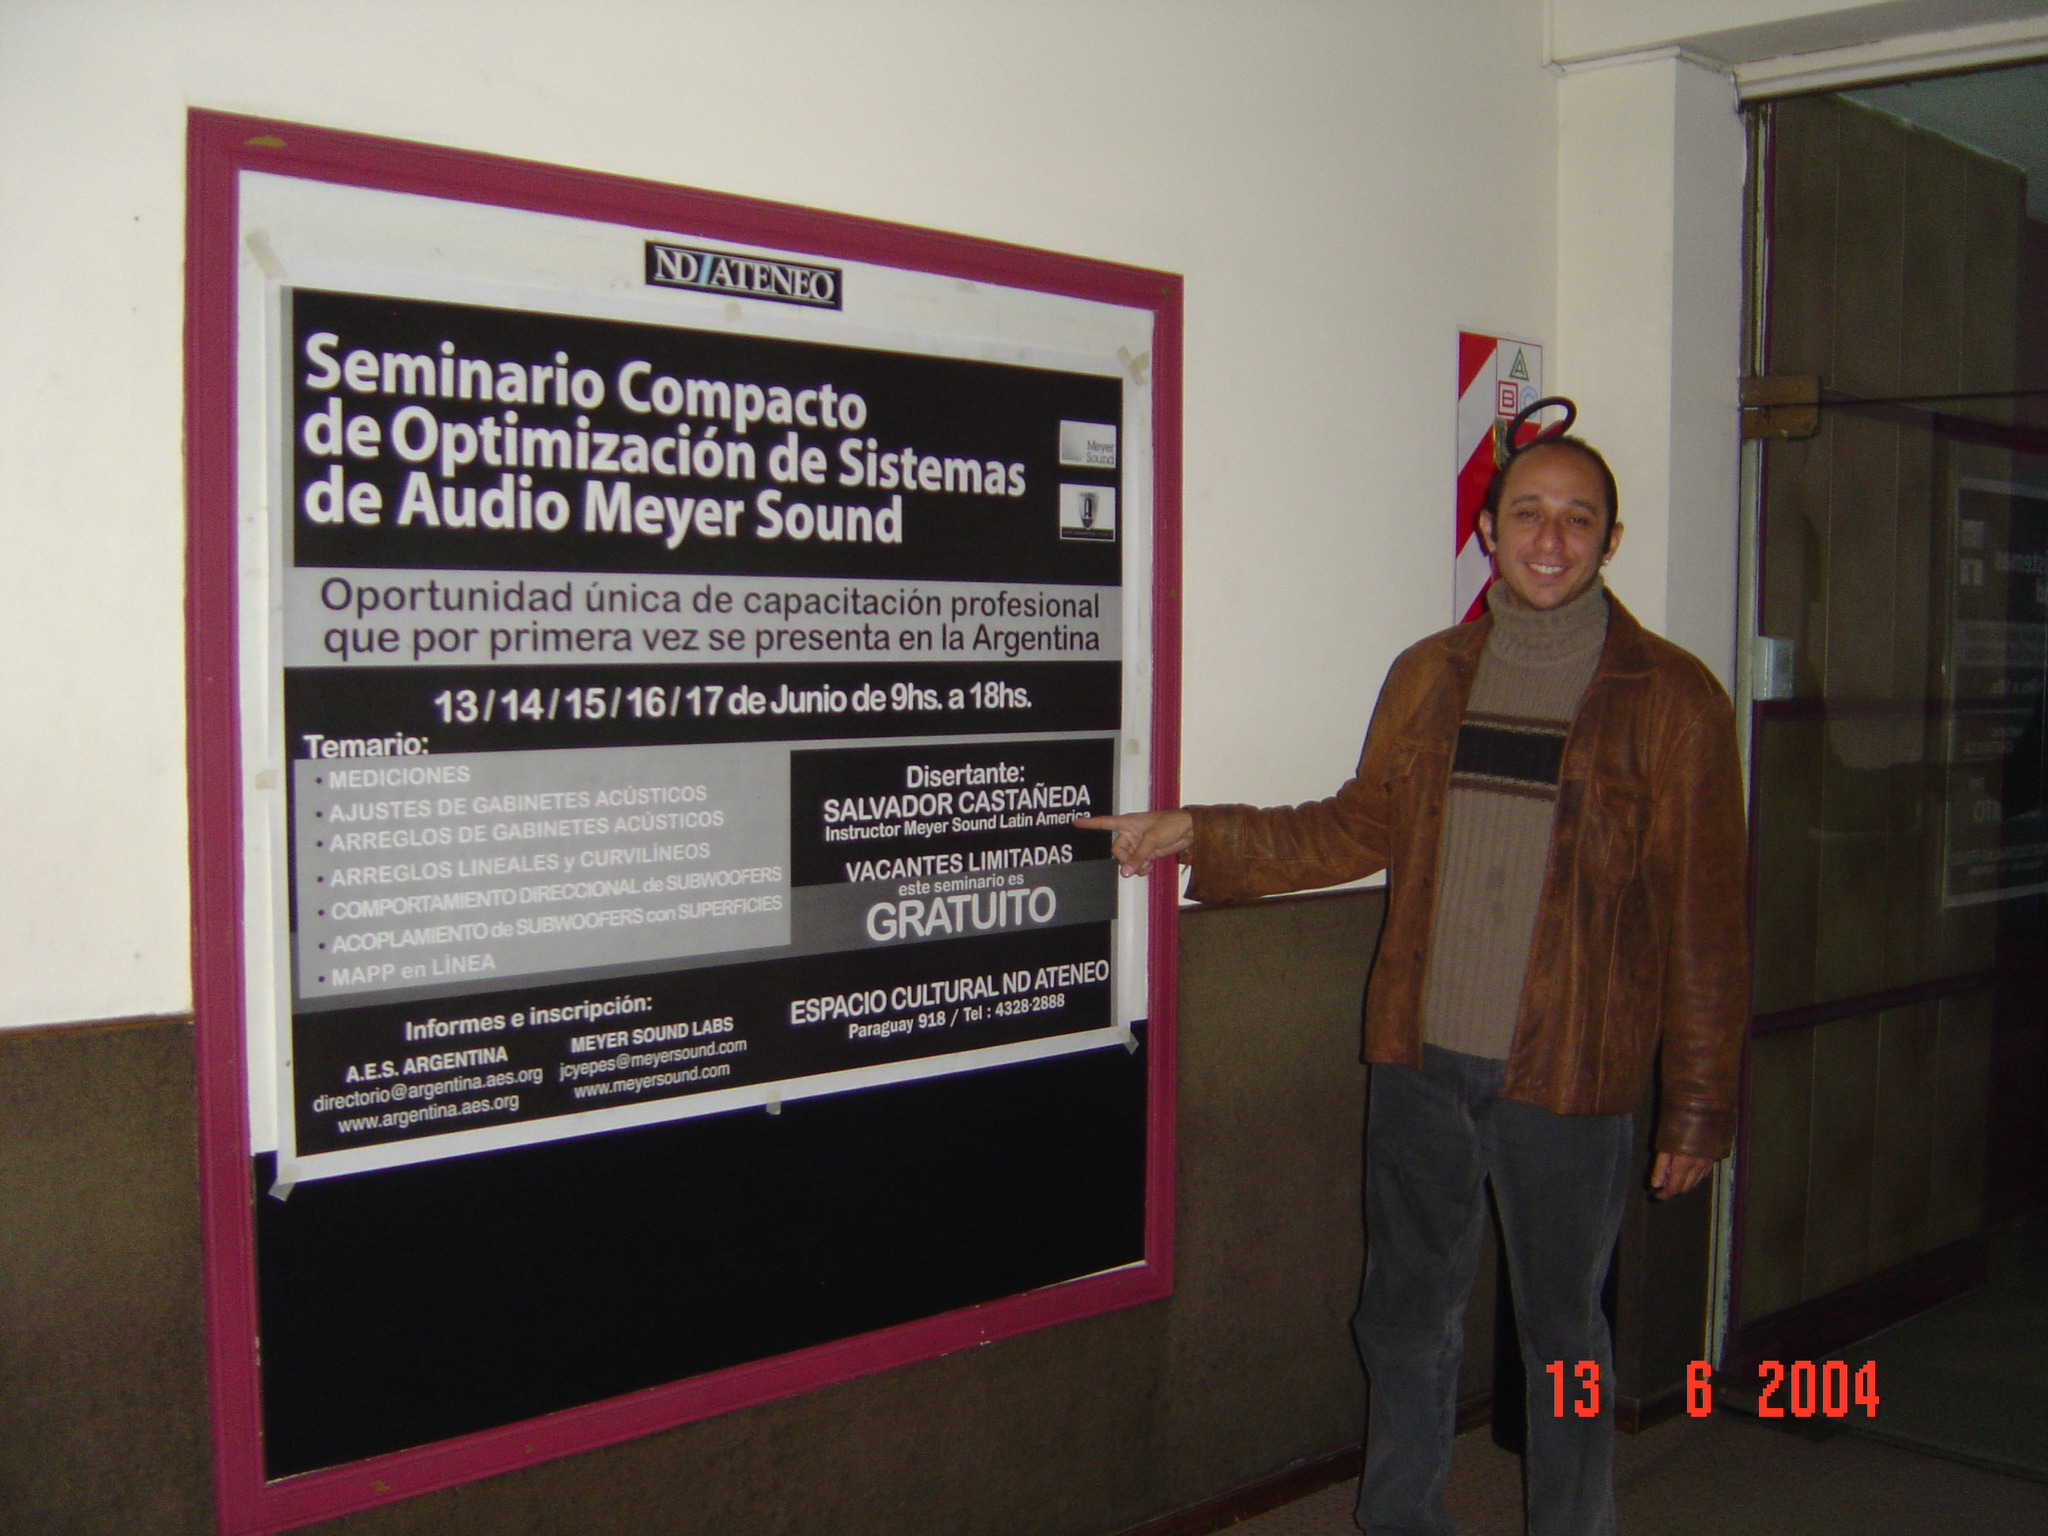 ND/ATENEO
Seminario Compacto
de Optimización de Sistemas
de Audio Meyer Sound
Meyer
Sound
Oportunidad única de capacitación profesional
que por primera vez se presenta en la Argentina
13/14/15/16/17 de Junio de 9hs. a 18hs.
Temario:
• MEDICIONES
• AJUSTES DE GABINETES ACÚSTICOS
• ARREGLOS DE GABINETES ACÚSTICOS
• ARREGLOS LINEALES y CURVILÍNEOS
• COMPORTAMIENTO DIRECCIONAL de SUBWOOFERS
• ACOPLAMIENTO de SUBWOOFERS con SUPERFICIES
• MAPP en LÍNEA
Disertante:
SALVADOR CASTAÑEDA
Instructor Meyer Sound Latin America
VACANTES LIMITADAS
este seminario es
GRATUITO
Informes e inscripción:
A.E.S. ARGENTINA
directorio@argentina.aes.org
www.argentina.aes.org
MEYER SOUND LABS
jcyepes@meyersound.com
www.meyersound.com
ESPACIO CULTURAL ND ATENEO
Paraguay 918 / Tel : 4328-2888
A
B C
13 6 2004